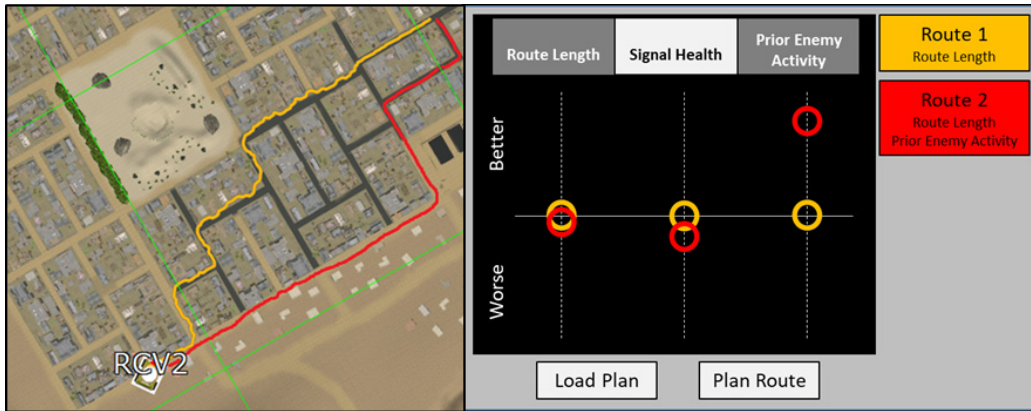 RCV2
Route Length
Signal Health
Prior Enemy
Activity
Better
Worse
Load Plan
Plan Route
Route 1
Route Length
Route 2
Route Length
Prior Enemy Activity